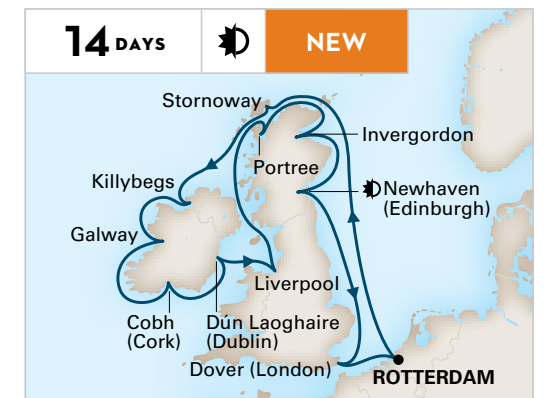 14 DAYS
NEW
Stornoway
Invergordon
Portree
Killybegs
Newhaven
(Edinburgh)
Galway
Liverpool
Cobh
(Cork)
Dún Laoghaire
(Dublin)
Dover (London)
ROTTERDAM